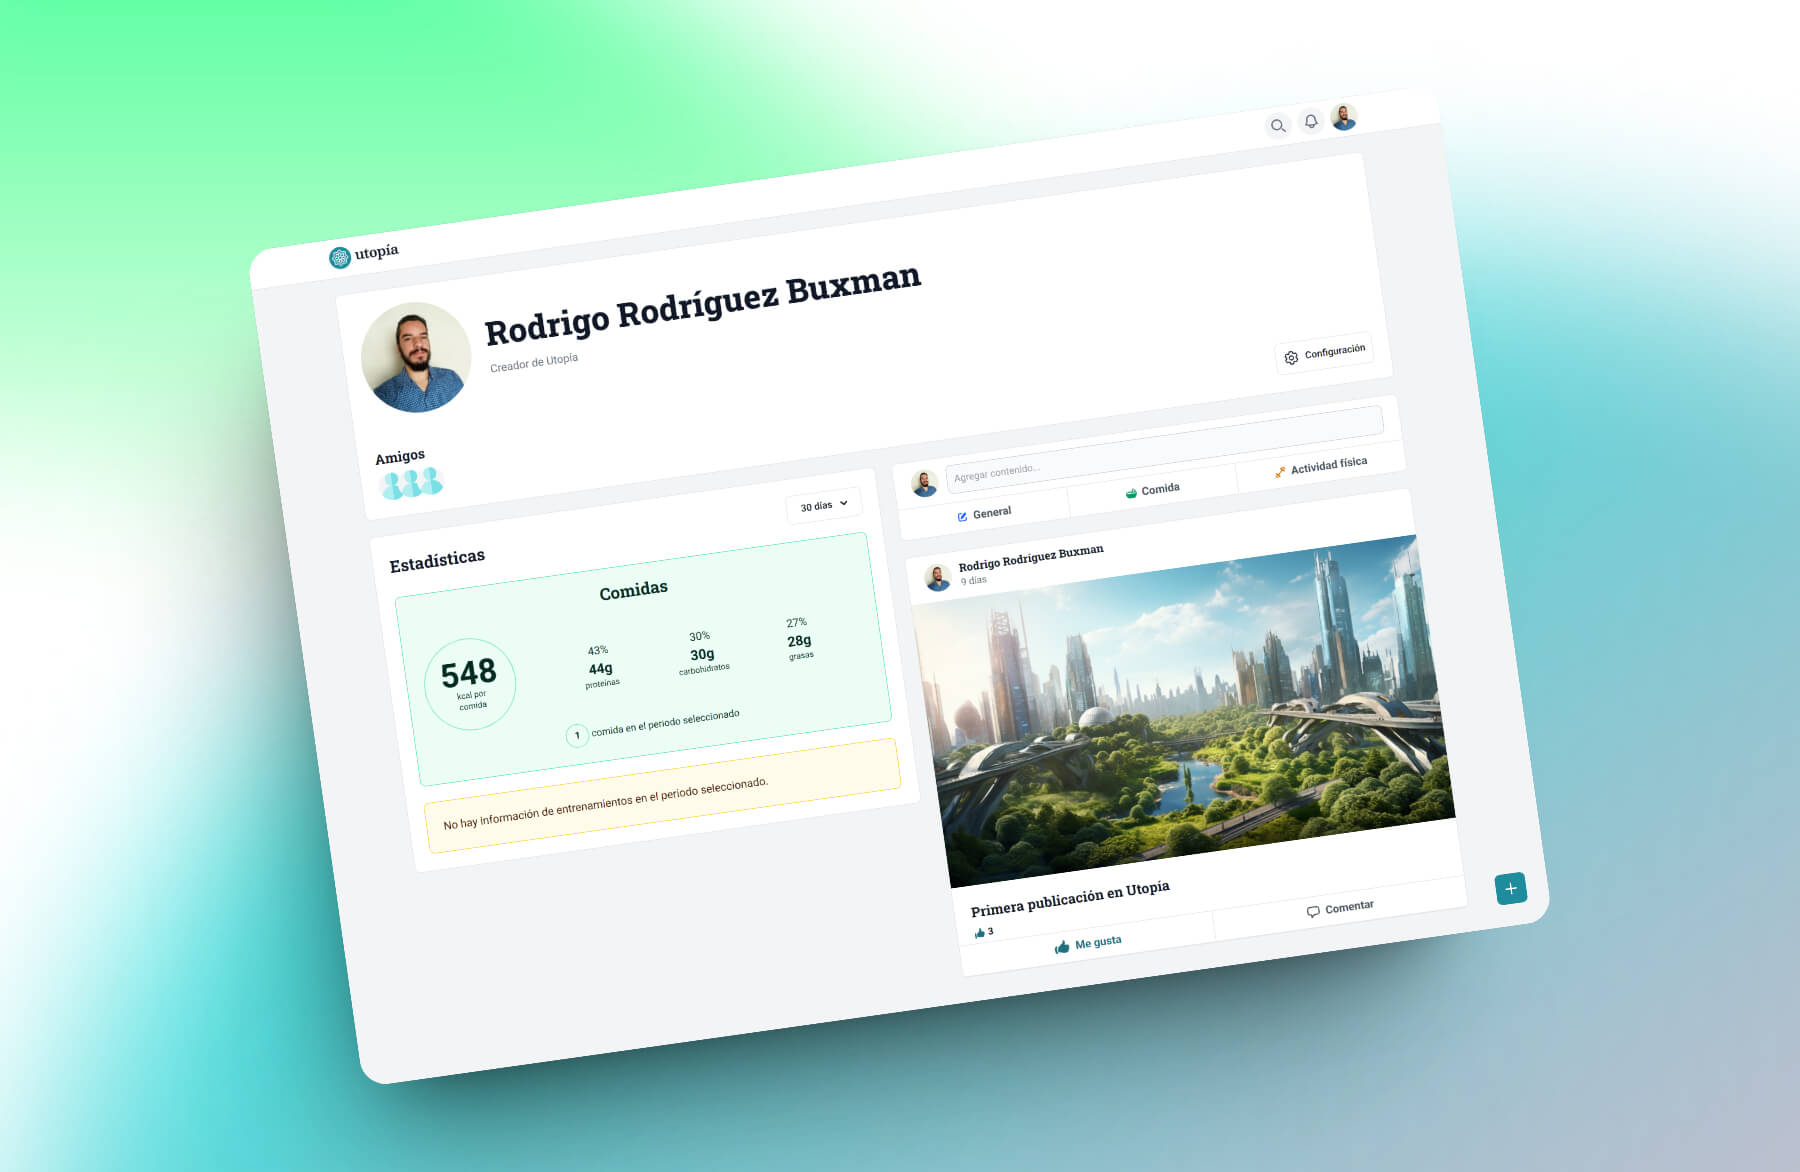 utopía
Rodrigo Rodríguez Buxman
Creador de Utopía
Configuración
Amigos
Estadísticas
30 días
Comidas
548
kcal por
comida
43%
44g
proteinas
30%
30g
carbohidratos
27%
28g
grasas
1 comida en el periodo seleccionado
No hay información de entrenamientos en el periodo seleccionado.
Agregar contenido...
General
Comida
Actividad física
Rodrigo Rodríguez Buxman
9 días
Primera publicación en Utopía
3
Me gusta
Comentar